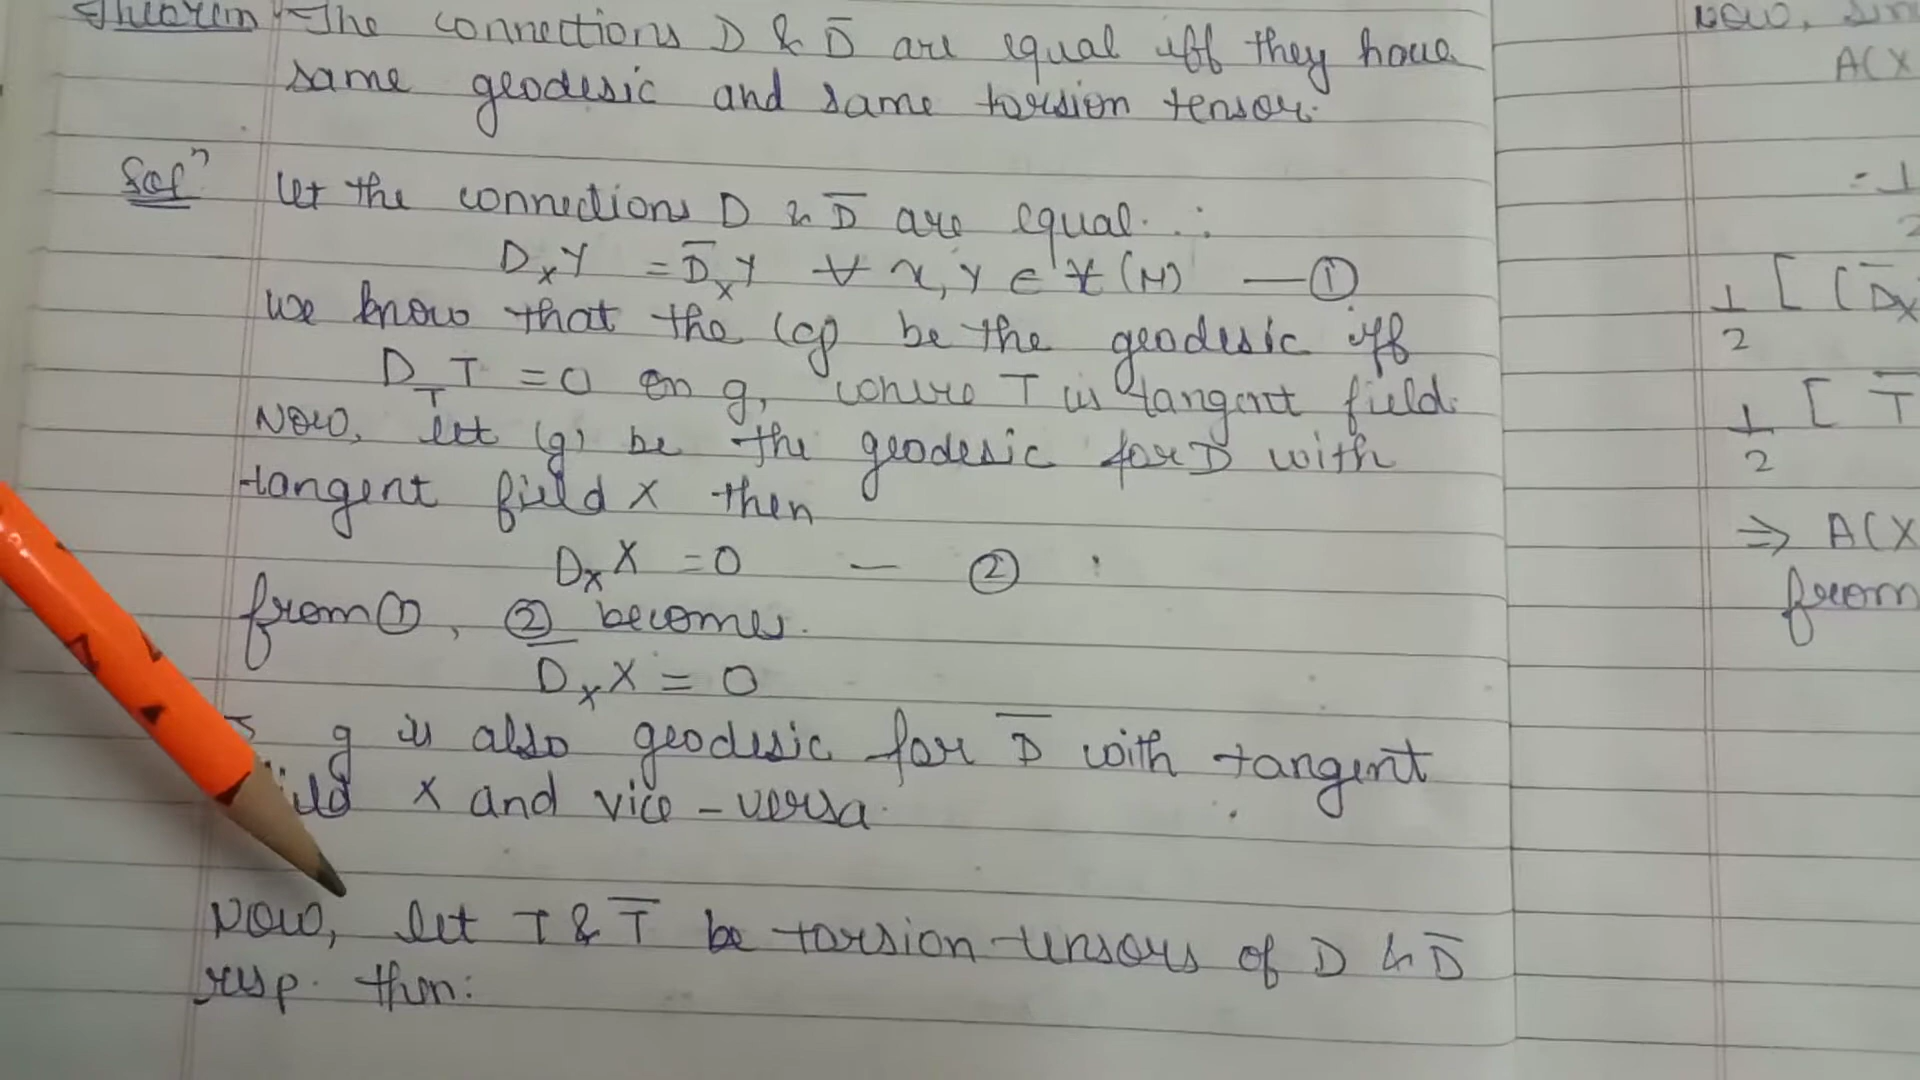 Theorem The connections D & D̅ are equal iff they have
same geodesic and same torsion tensor.
Solⁿ let the connections D & D̅ are equal. ∴
D_X Y = D̅_X Y ∀ x, Y ∈ ϰ(M) — ①
we know that the (g) be the geodesic iff
D_T T = 0 on g, where T is tangent field.
Now, let (g) be the geodesic for D with
tangent field X then
D_X X = 0 — ②
from ①, ② becomes.
D̅_X X = 0
g is also geodesic for D̅ with tangent
X and vice-versa.
Now, let T & T̅ be torsion tensors of D & D̅
resp. then:
Now,
A(X
= 1
2
1/2 [ (D̅_X
1/2 [ T̅
⇒ A(X
from